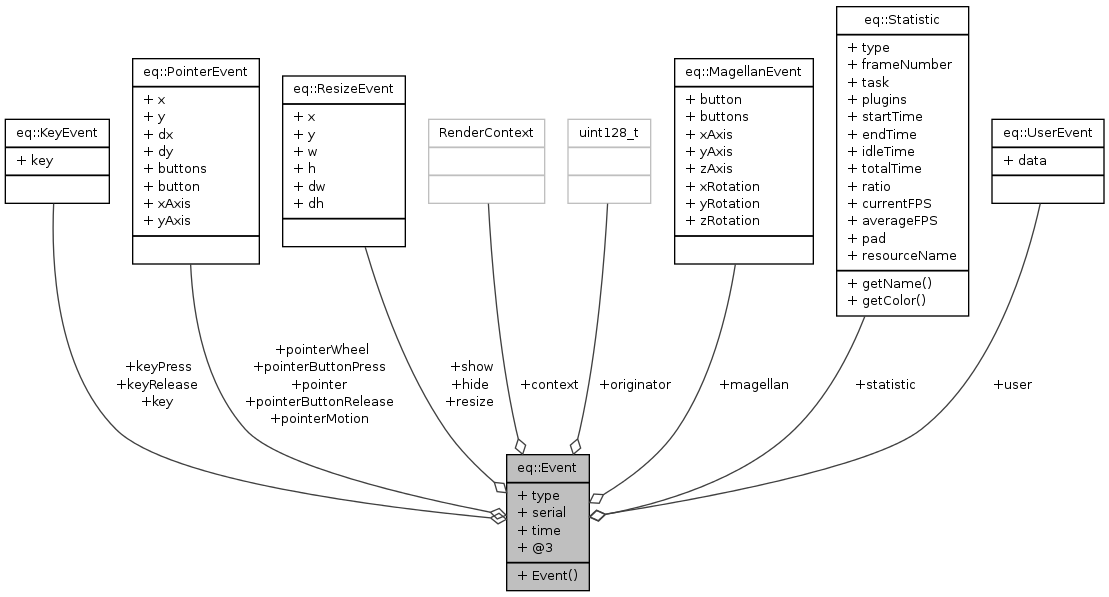 eq::KeyEvent
+ key
eq::PointerEvent
+ x
+ y
+ dx
+ dy
+ buttons
+ button
+ xAxis
+ yAxis
eq::ResizeEvent
+ x
+ y
+ w
+ h
+ dw
+ dh
RenderContext
uint128_t
eq::MagellanEvent
+ button
+ buttons
+ xAxis
+ yAxis
+ zAxis
+ xRotation
+ yRotation
+ zRotation
eq::Statistic
+ type
+ frameNumber
+ task
+ plugins
+ startTime
+ endTime
+ idleTime
+ totalTime
+ ratio
+ currentFPS
+ averageFPS
+ pad
+ resourceName
+ getName()
+ getColor()
eq::UserEvent
+ data
+keyPress
+keyRelease
+key
+pointerWheel
+pointerButtonPress
+pointer
+pointerButtonRelease
+pointerMotion
+show
+hide
+resize
+context
+originator
+magellan
+statistic
+user
eq::Event
+ type
+ serial
+ time
+ @3
+ Event()